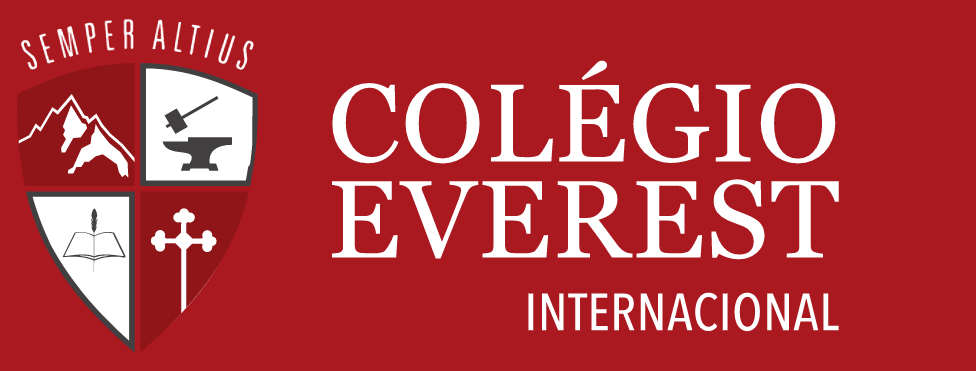 SEMPER ALTIUS
COLÉGIO
EVEREST
INTERNACIONAL